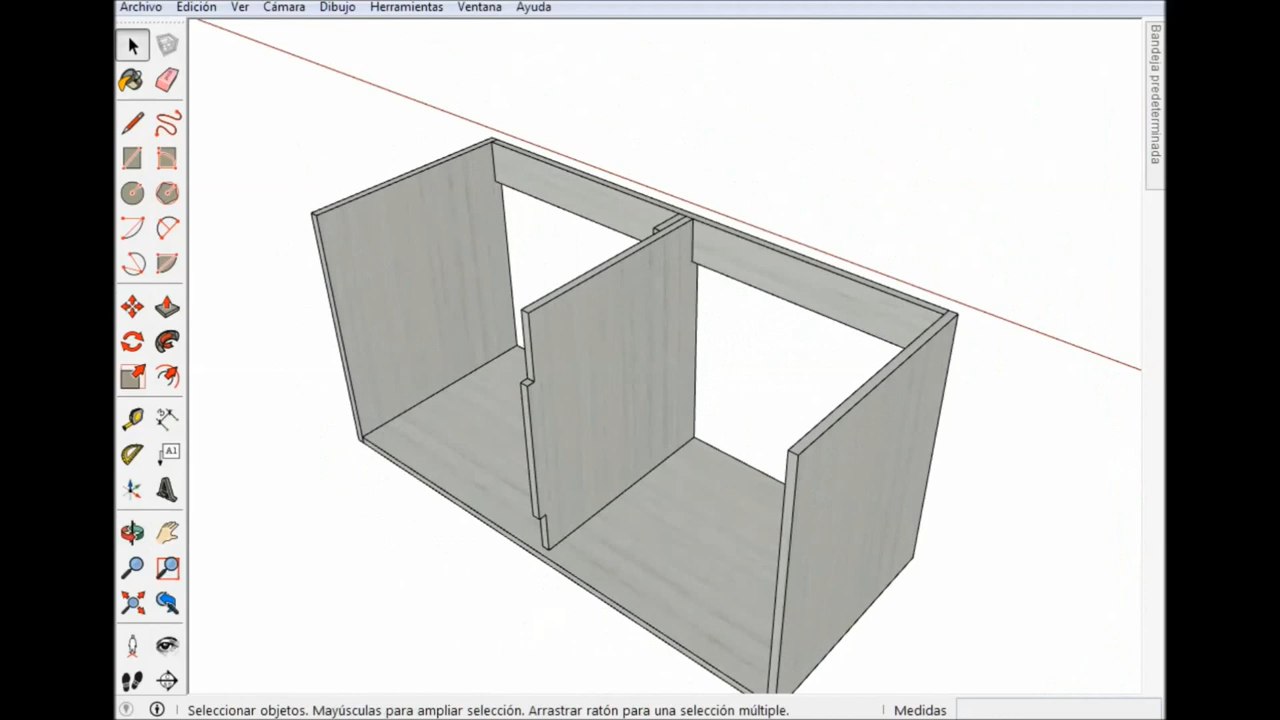 Archivo Edición Ver Cámara Dibujo Herramientas Ventana Ayuda
Bandeja predeterminada
A1
Seleccionar objetos. Mayúsculas para ampliar selección. Arrastrar ratón para una selección múltiple.
Medidas